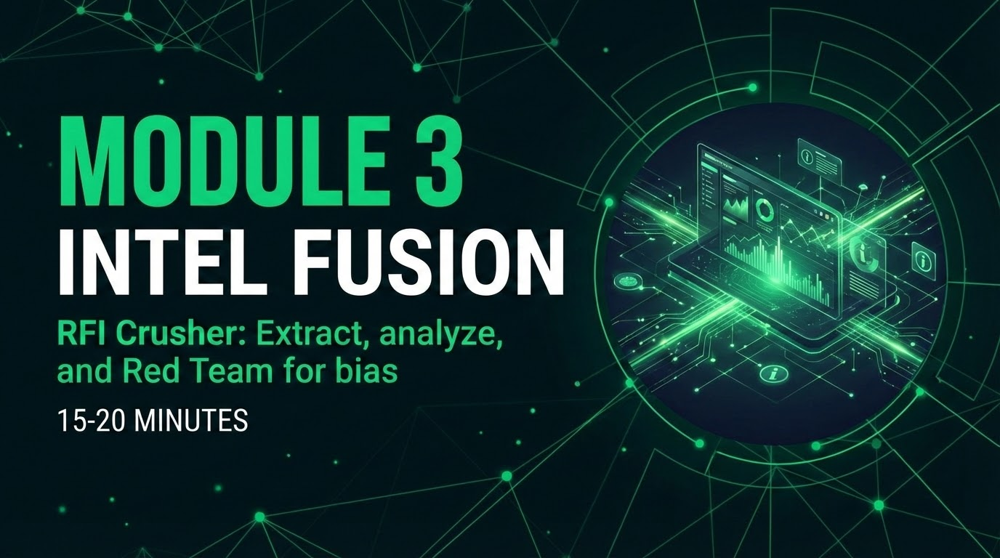 MODULE 3
INTEL FUSION
RFI Crusher: Extract, analyze,
and Red Team for bias
15-20 MINUTES